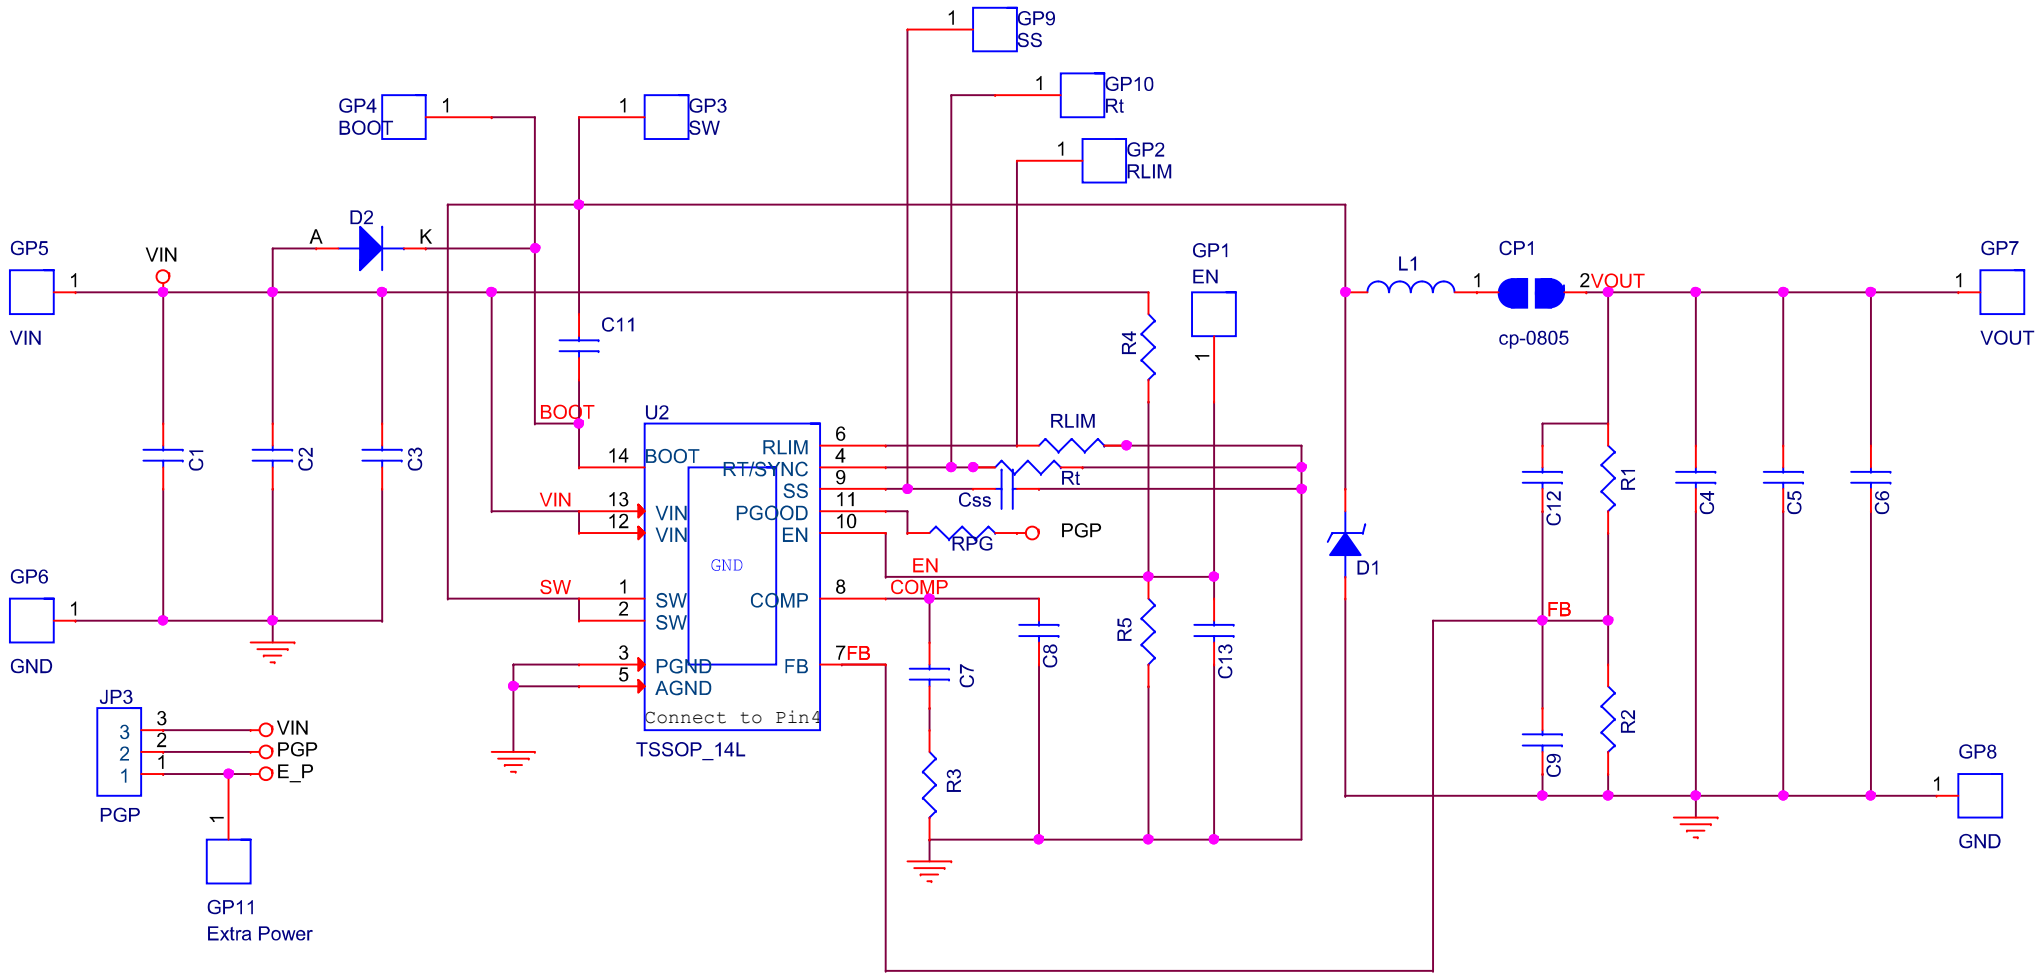 1
GP9
SS
1
GP10
Rt
GP4
BOOT
1
1
GP3
SW
1
GP2
RLIM
D2
A
K
GP5
1
VIN
VIN
GP1
EN
1
L1
CP1
1
2
VOUT
cp-0805
GP7
1
VOUT
C11
R4
BOOT
U2
C1
C2
C3
14
BOOT
VIN
13
VIN
12
VIN
SW
1
SW
2
SW
3
PGND
5
AGND
GND
Connect to Pin4
TSSOP_14L
RLIM
6
RT/SYNC
4
SS
9
PGOOD
11
EN
10
COMP
8
FB
7
FB
RLIM
Rt
Css
RPG
PGP
EN
COMP
C7
R3
C8
R5
C13
D1
C12
R1
C4
C5
C6
FB
C9
R2
GP8
1
GND
GP6
1
GND
JP3
3
3
VIN
2
2
PGP
1
1
E_P
PGP
1
GP11
Extra Power